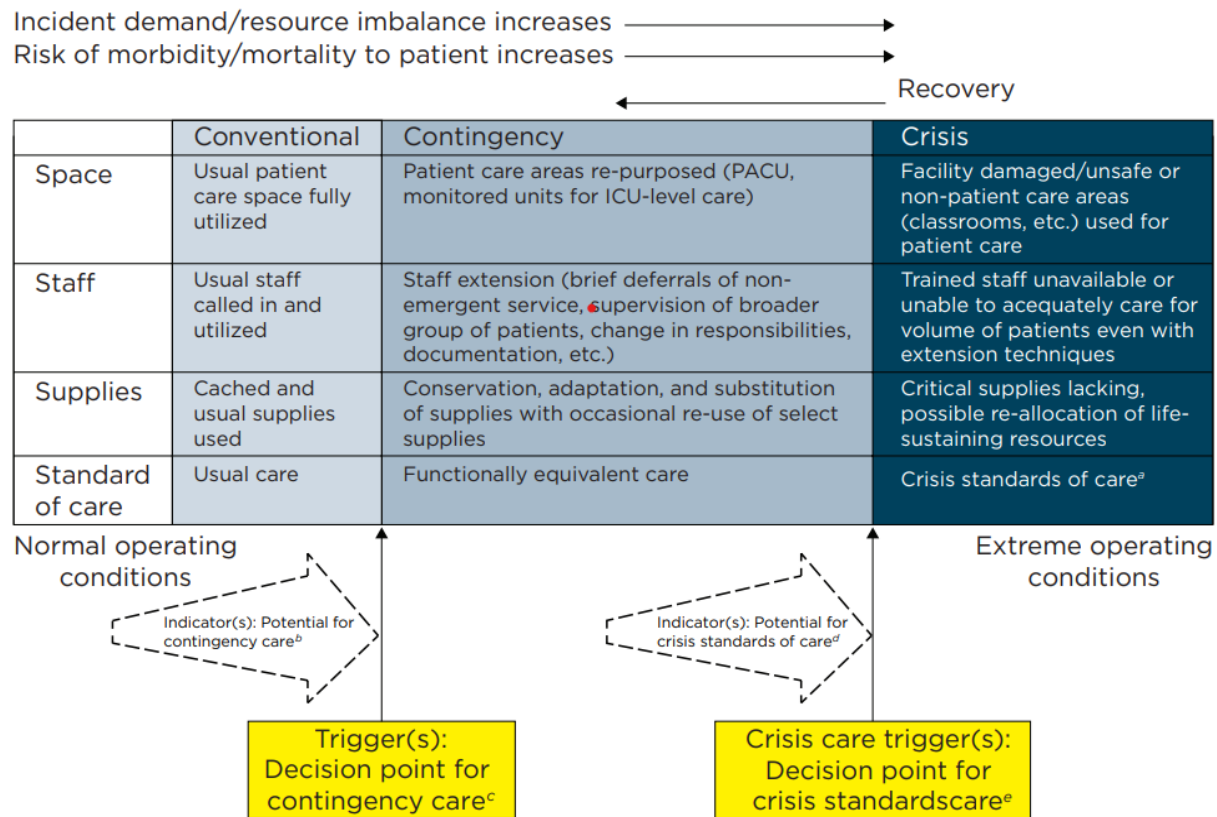 Incident demand/resource imbalance increases
Risk of morbidity/mortality to patient increases
Recovery
Conventional
Contingency
Crisis
Space
Usual patient
care space fully
utilized
Patient care areas re-purposed (PACU,
monitored units for ICU-level care)
Facility damaged/unsafe or
non-patient care areas
(classrooms, etc.) used for
patient care
Staff
Usual staff
called in and
utilized
Staff extension (brief deferrals of non-
emergent service, supervision of broader
group of patients, change in responsibilities,
documentation, etc.)
Trained staff unavailable or
unable to acequately care for
volume of patients even with
extension techniques
Supplies
Cached and
usual supplies
used
Conservation, adaptation, and substitution
of supplies with occasional re-use of select
supplies
Critical supplies lacking,
possible re-allocation of life-
sustaining resources
Standard
of care
Usual care
Functionally equivalent care
Crisis standards of careᵃ
Normal operating
conditions
Extreme operating
conditions
Indicator(s): Potential for
contingency careᵇ
Indicator(s): Potential for
crisis standards of careᵈ
Trigger(s):
Decision point for
contingency careᶜ
Crisis care trigger(s):
Decision point for
crisis standardscareᵉ